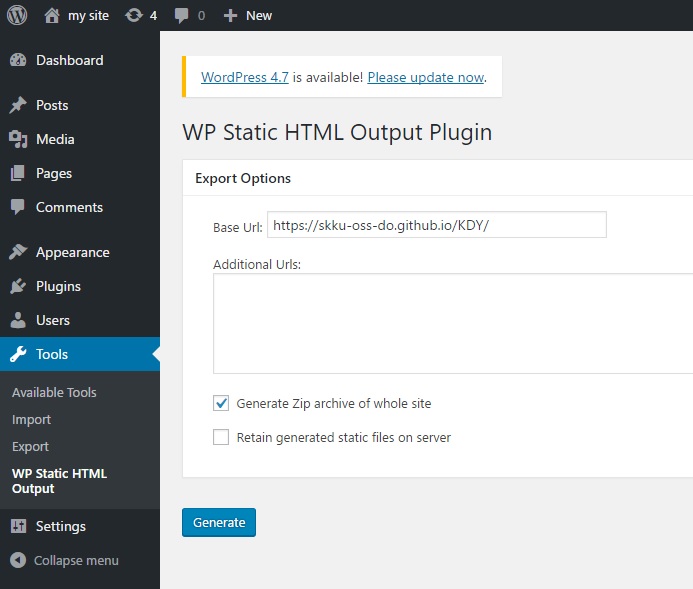 my site 4 0 New
Dashboard
Posts
Media
Pages
Comments
Appearance
Plugins
Users
Tools
Available Tools
Import
Export
WP Static HTML
Output
Settings
Collapse menu
WordPress 4.7 is available! Please update now.
WP Static HTML Output Plugin
Export Options
Base Url: https://skku-oss-do.github.io/KDY/
Additional Urls:
Generate Zip archive of whole site
Retain generated static files on server
Generate